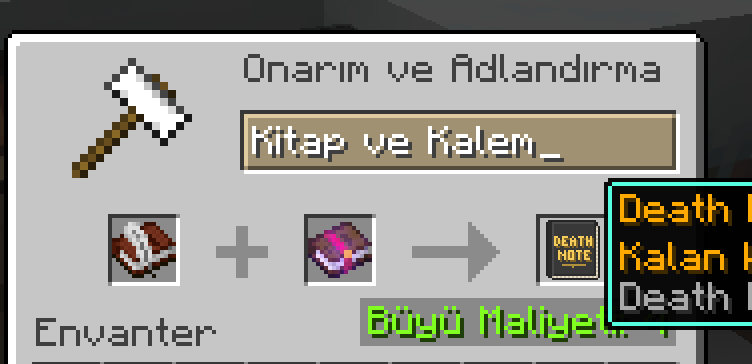 Onarım ve Adlandırma
Kitap ve Kalem_
Death
DEATH
NOTE
Kalan
Death
Büyü Maliyeti:
Envanter